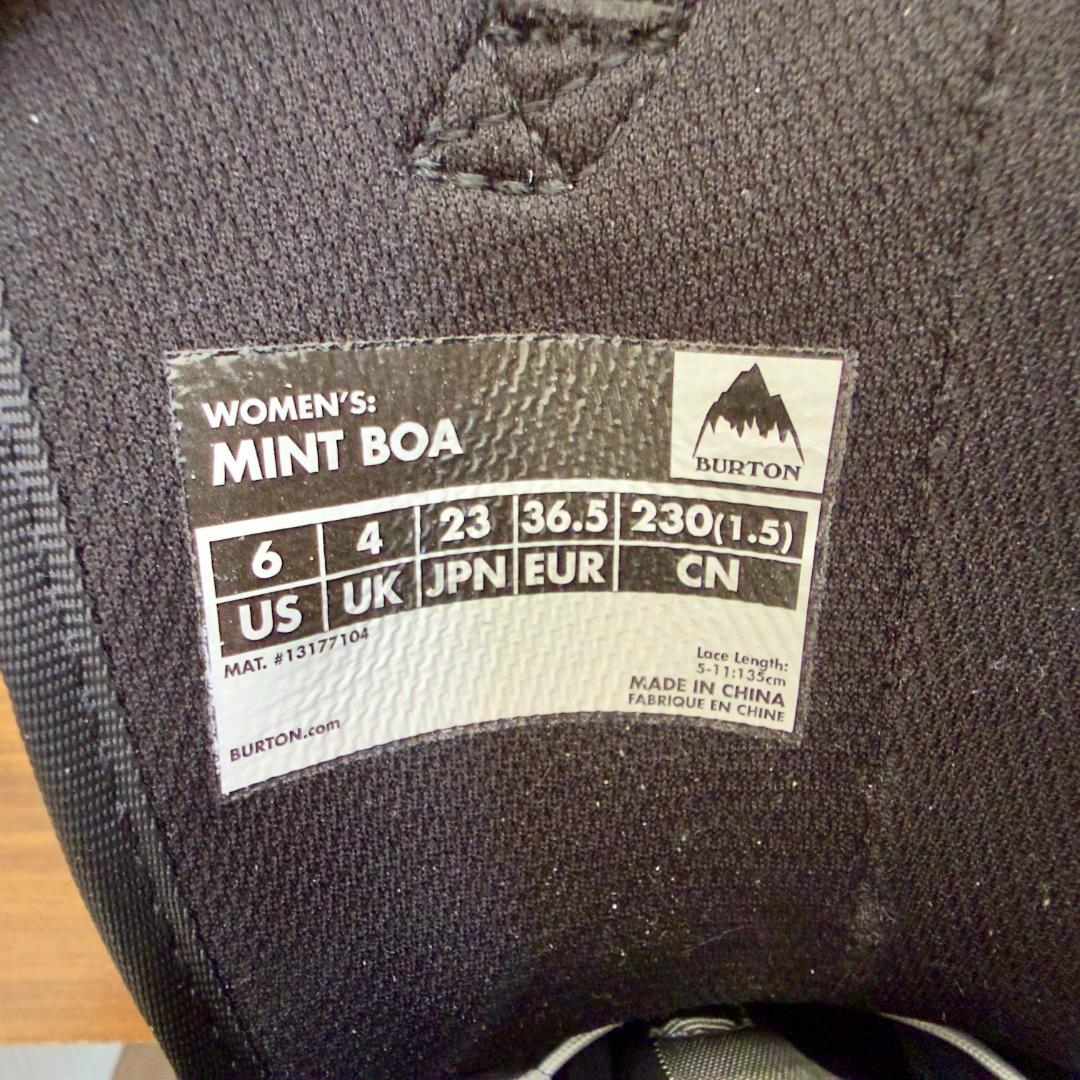 WOMEN'S:
MINT BOA
BURTON
6 4 23 36.5 230(1.5)
US UK JPN EUR CN
MAT. #13177104
Lace Length:
5-11:135cm
MADE IN CHINA
FABRIQUE EN CHINE
BURTON.com